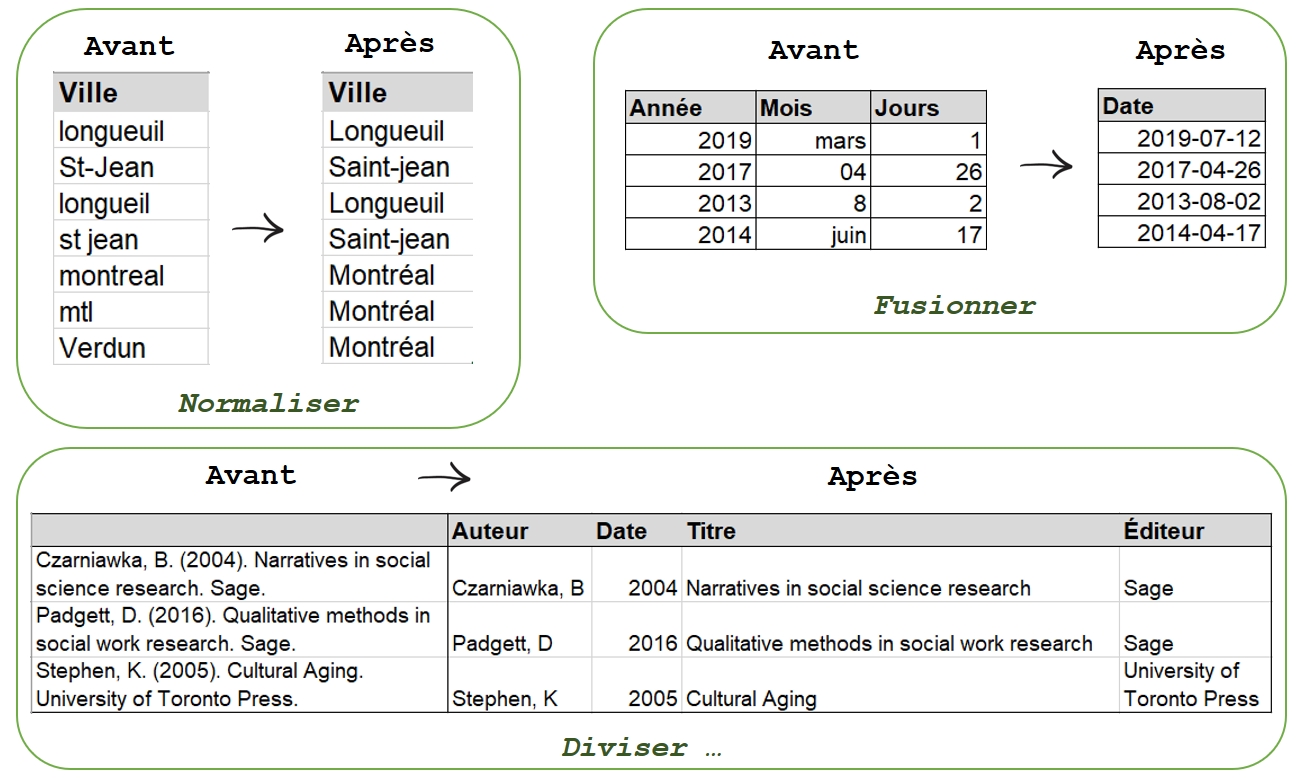 Avant Après
Ville Ville
longueuil Longueuil
St-Jean Saint-jean
longueil Longueuil
st jean Saint-jean
montreal Montréal
mtl Montréal
Verdun Montréal
Normaliser
Avant Après
Année Mois Jours Date
2019 mars 1 2019-07-12
2017 04 26 2017-04-26
2013 8 2 2013-08-02
2014 juin 17 2014-04-17
Fusionner
Avant Après
Auteur Date Titre Éditeur
Czarniawka, B. (2004). Narratives in social
science research. Sage. Czarniawka, B 2004 Narratives in social science research Sage
Padgett, D. (2016). Qualitative methods in
social work research. Sage. Padgett, D 2016 Qualitative methods in social work research Sage
Stephen, K. (2005). Cultural Aging. University of
University of Toronto Press. Stephen, K 2005 Cultural Aging Toronto Press
Diviser …